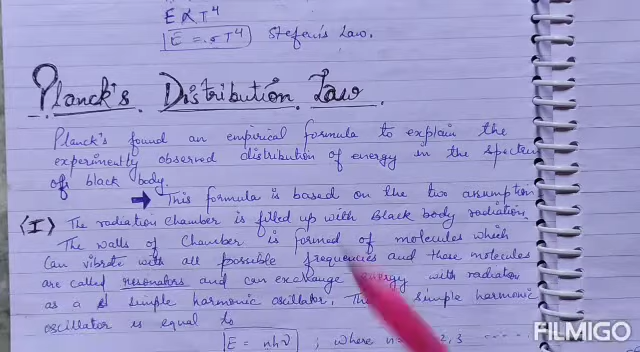 E α T⁴
E = σ T⁴ Stefen's Law.
Planck's Distribution Law.
Planck's found an empirical formula to explain the
experimently observed distribution of energy in the spectru
of black body.
→ This formula is based on the two assumption
(I) The radiation chamber is filled up with Black body radiation.
The walls of Chamber is formed of molecules which
Can vibrate with all possible frequencies and these molecules
are called resonators and can exchange energy with radiation
as a simple harmonic oscillator. The simple harmonic
oscillator is equal to
E = nhν ; where n 2, 3 ......
FILMIGO